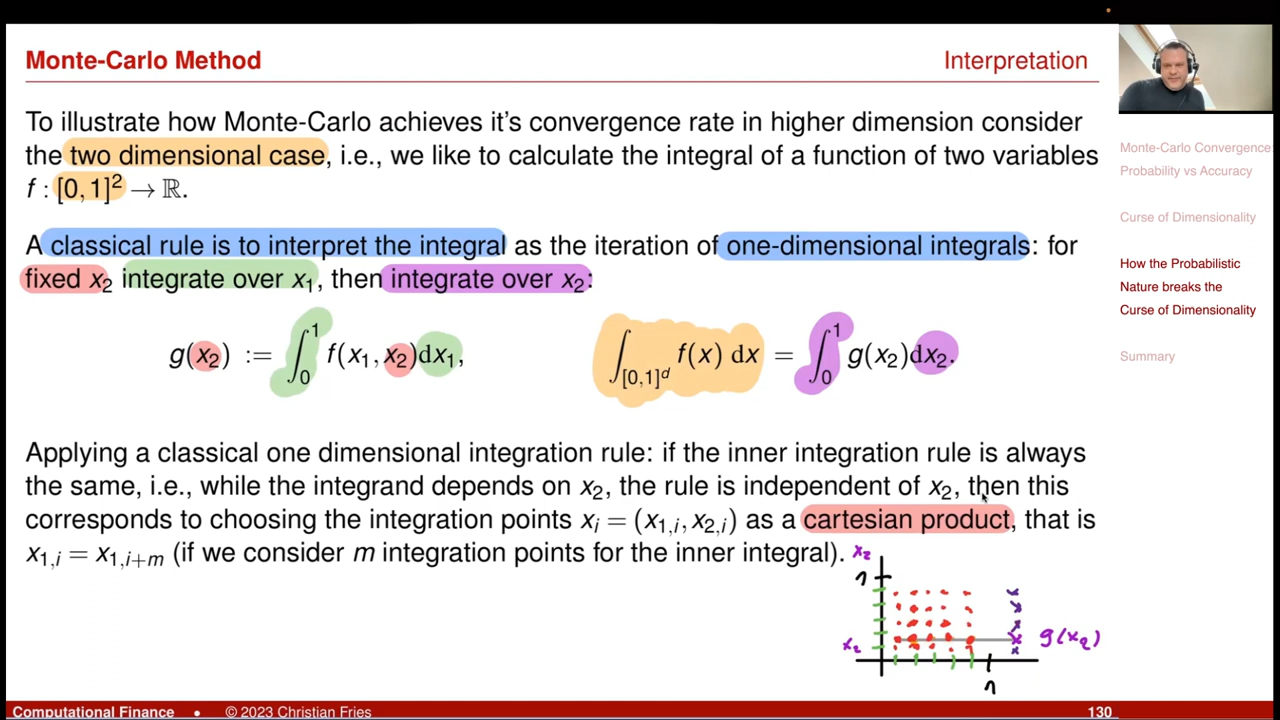 Monte-Carlo Method
Interpretation
To illustrate how Monte-Carlo achieves it's convergence rate in higher dimension consider
the two dimensional case, i.e., we like to calculate the integral of a function of two variables
f : [0, 1]² → ℝ.
A classical rule is to interpret the integral as the iteration of one-dimensional integrals: for
fixed x₂ integrate over x₁, then integrate over x₂:
g(x₂) := ∫₀¹ f(x₁, x₂)dx₁, ∫_{[0,1]^d} f(x) dx = ∫₀¹ g(x₂)dx₂.
Applying a classical one dimensional integration rule: if the inner integration rule is always
the same, i.e., while the integrand depends on x₂, the rule is independent of x₂, then this
corresponds to choosing the integration points xᵢ = (x₁,ᵢ, x₂,ᵢ) as a cartesian product, that is
x₁,ᵢ = x₁,ᵢ₊ₘ (if we consider m integration points for the inner integral).
x₂
1
x₂
g(x₂)
1
Monte-Carlo Convergence:
Probability vs Accuracy
Curse of Dimensionality
How the Probabilistic
Nature breaks the
Curse of Dimensionality
Summary
Computational Finance • © 2023 Christian Fries
130